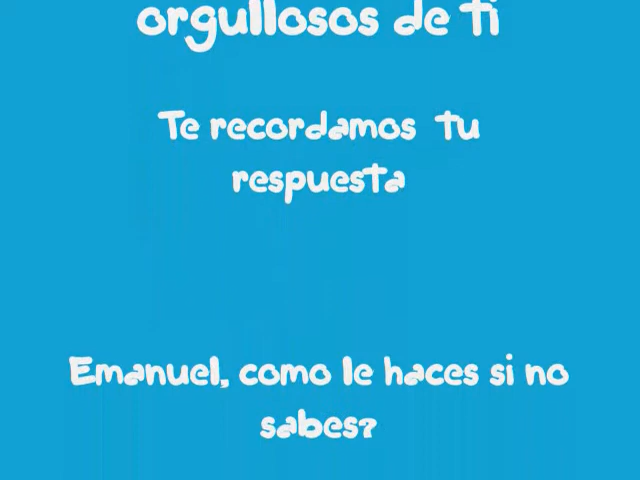 orgullosos de ti
Te recordamos tu
respuesta
Emanuel, como le haces si no
sabes?